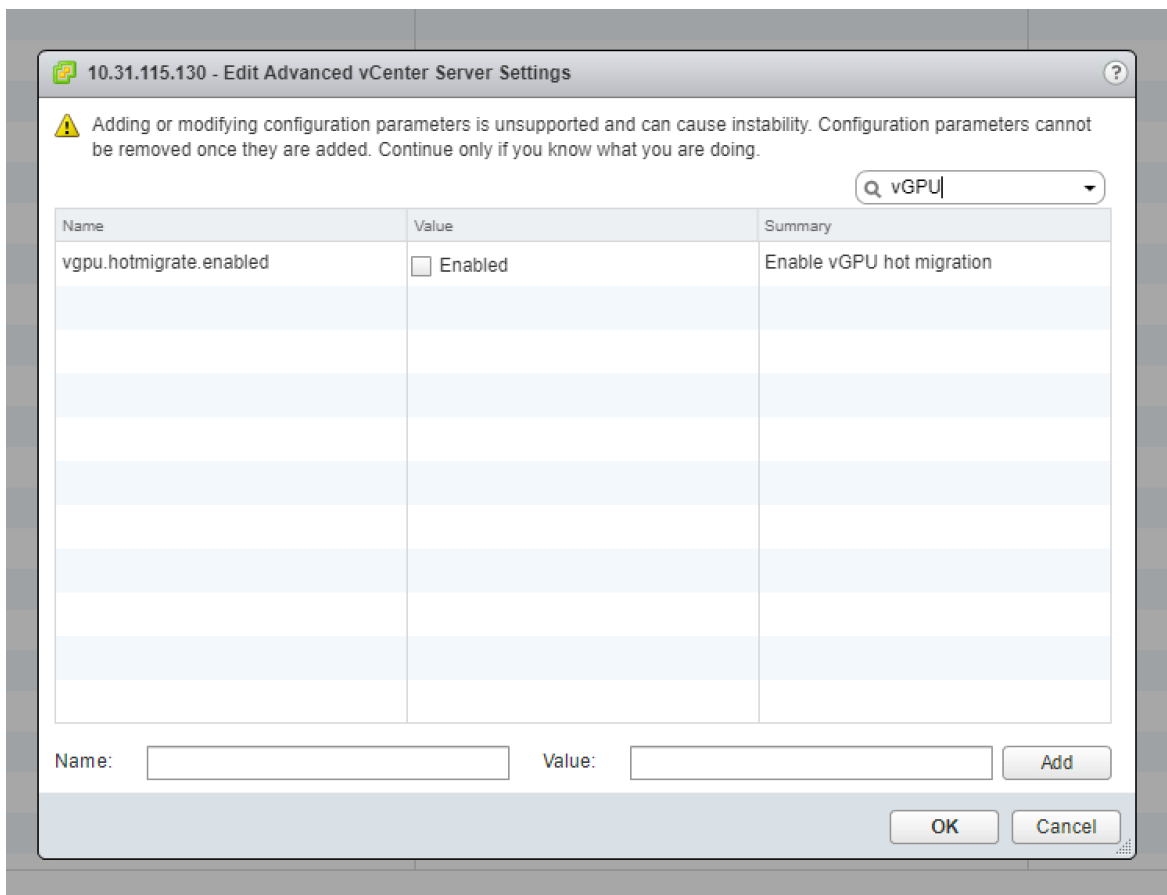 10.31.115.130 - Edit Advanced vCenter Server Settings
?
Adding or modifying configuration parameters is unsupported and can cause instability. Configuration parameters cannot
be removed once they are added. Continue only if you know what you are doing.
vGPU
Name Value Summary
vgpu.hotmigrate.enabled Enabled Enable vGPU hot migration
Name: Value: Add
OK Cancel